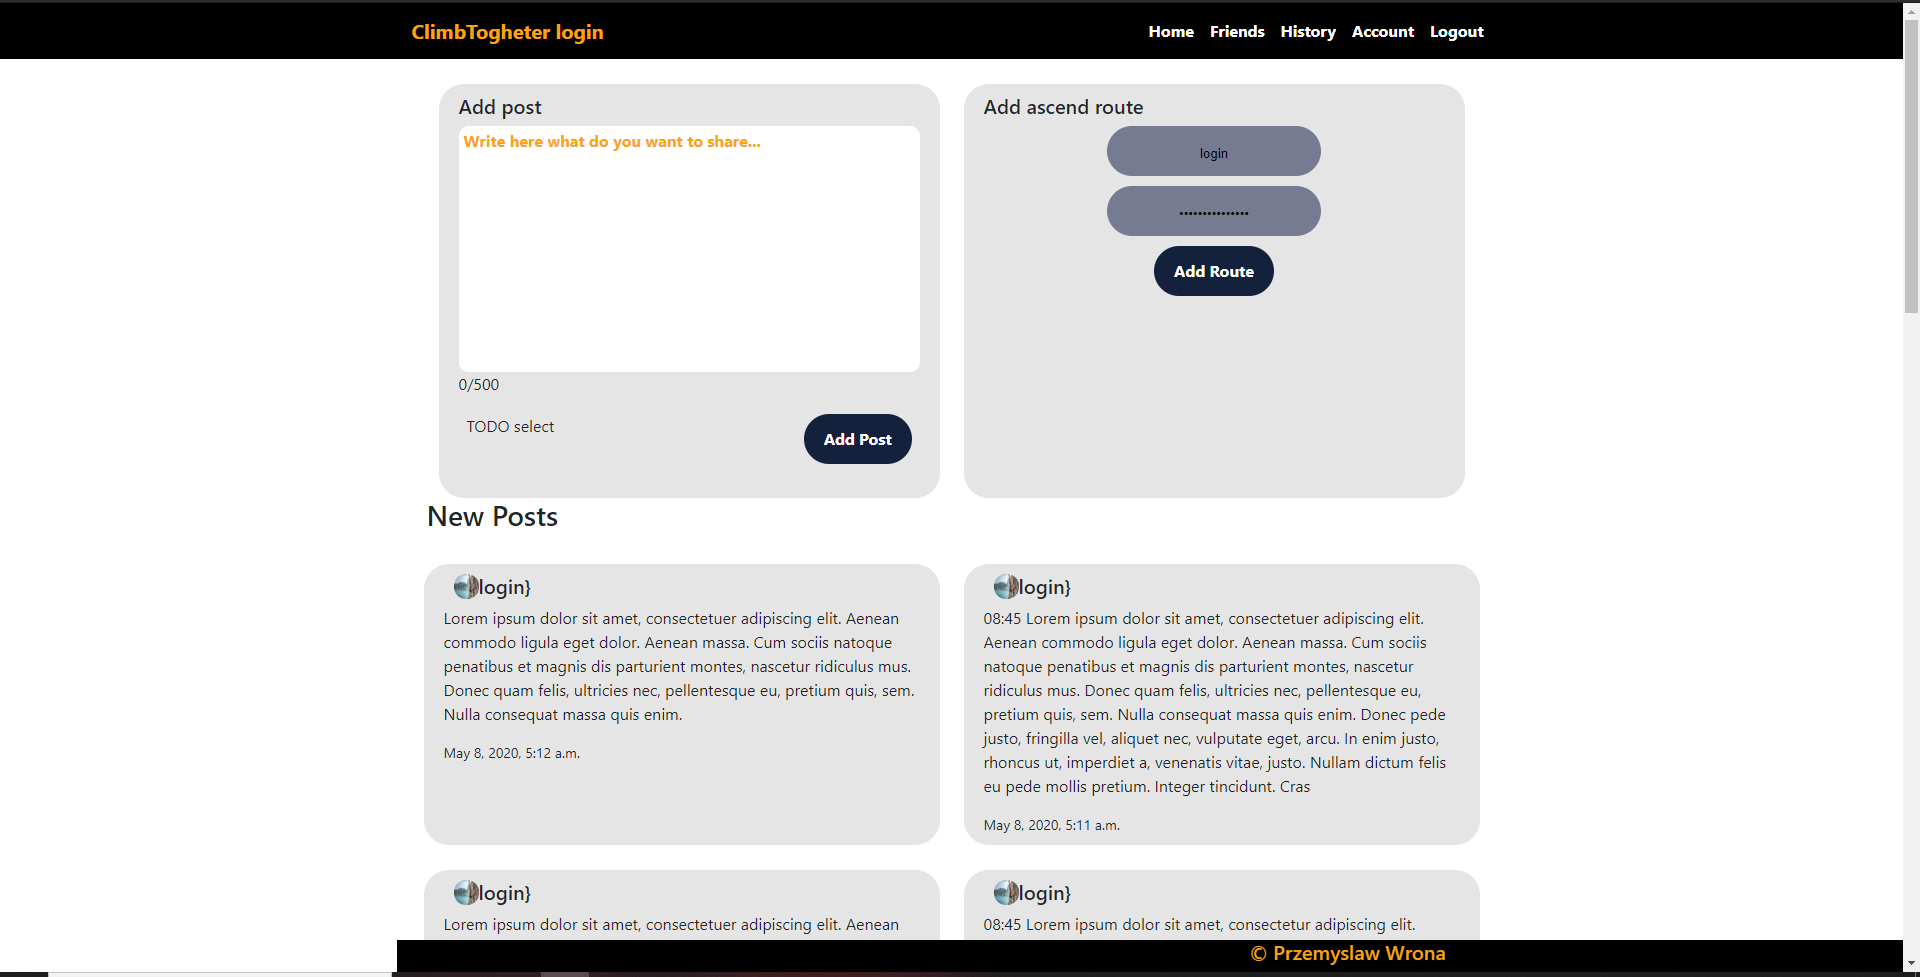 ClimbTogheter login
Home Friends History Account Logout
Add post
Write here what do you want to share...
0/500
TODO select
Add Post
Add ascend route
login
•••••••••••••••
Add Route
New Posts
login}
Lorem ipsum dolor sit amet, consectetuer adipiscing elit. Aenean
commodo ligula eget dolor. Aenean massa. Cum sociis natoque
penatibus et magnis dis parturient montes, nascetur ridiculus mus.
Donec quam felis, ultricies nec, pellentesque eu, pretium quis, sem.
Nulla consequat massa quis enim.
May 8, 2020, 5:12 a.m.
login}
08:45 Lorem ipsum dolor sit amet, consectetuer adipiscing elit.
Aenean commodo ligula eget dolor. Aenean massa. Cum sociis
natoque penatibus et magnis dis parturient montes, nascetur
ridiculus mus. Donec quam felis, ultricies nec, pellentesque eu,
pretium quis, sem. Nulla consequat massa quis enim. Donec pede
justo, fringilla vel, aliquet nec, vulputate eget, arcu. In enim justo,
rhoncus ut, imperdiet a, venenatis vitae, justo. Nullam dictum felis
eu pede mollis pretium. Integer tincidunt. Cras
May 8, 2020, 5:11 a.m.
login}
Lorem ipsum dolor sit amet, consectetuer adipiscing elit. Aenean
login}
08:45 Lorem ipsum dolor sit amet, consectetur adipiscing elit.
© Przemyslaw Wrona